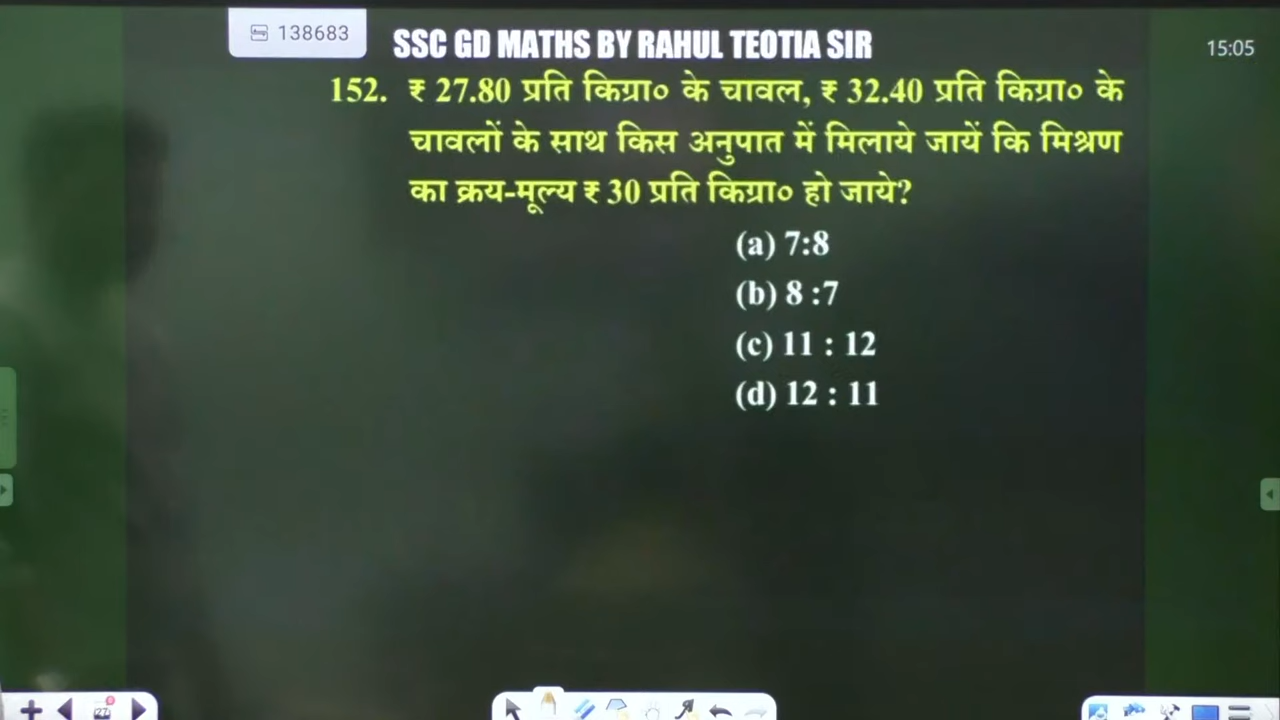 138683
SSC GD MATHS BY RAHUL TEOTIA SIR
15:05
152. ₹ 27.80 प्रति किग्रा० के चावल, ₹ 32.40 प्रति किग्रा० के
चावलों के साथ किस अनुपात में मिलाये जायें कि मिश्रण
का क्रय-मूल्य ₹ 30 प्रति किग्रा० हो जाये?
(a) 7:8
(b) 8 :7
(c) 11 : 12
(d) 12 : 11